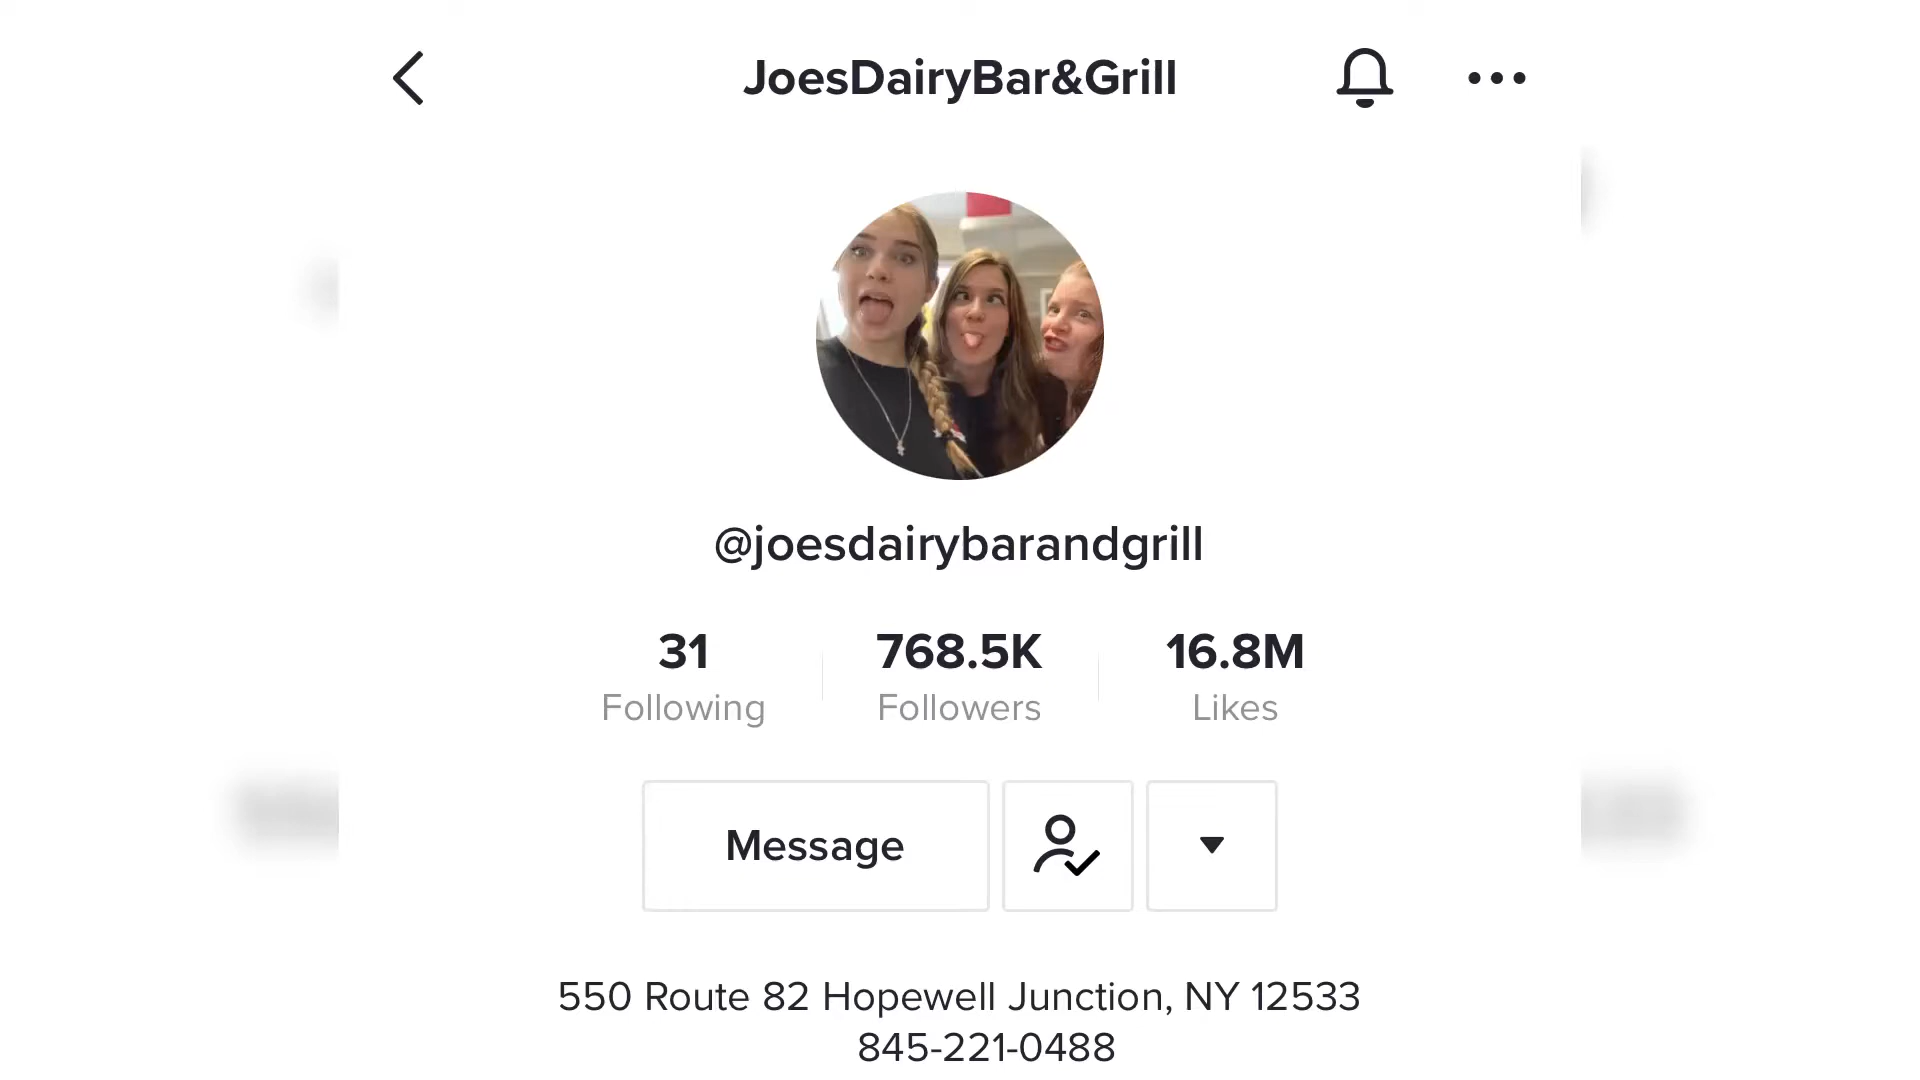 JoesDairyBar&Grill
@joesdairybarandgrill
31 768.5K 16.8M
Following Followers Likes
Message
550 Route 82 Hopewell Junction, NY 12533
845-221-0488